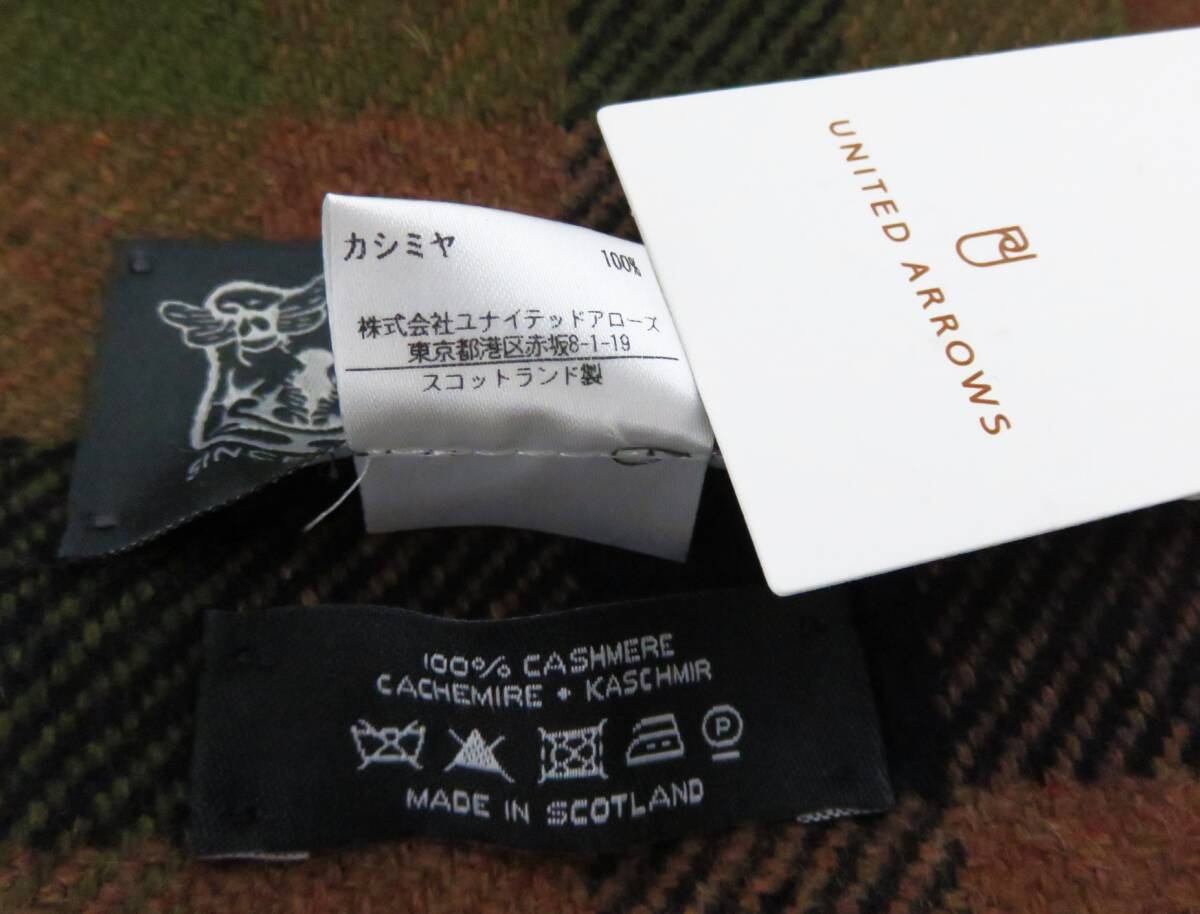 カシミヤ 100%
株式会社ユナイテッドアローズ
東京都港区赤坂8-1-19
スコットランド製
UNITED ARROWS
100% CASHMERE
CACHEMIRE • KASCHMIR
P
MADE IN SCOTLAND